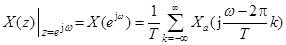 X(z)|_{z=e^{jω}} = X(e^{jω}) = \frac{1}{T} \sum_{k=-∞}^{∞} X_a(j\frac{ω-2π}{T}k)